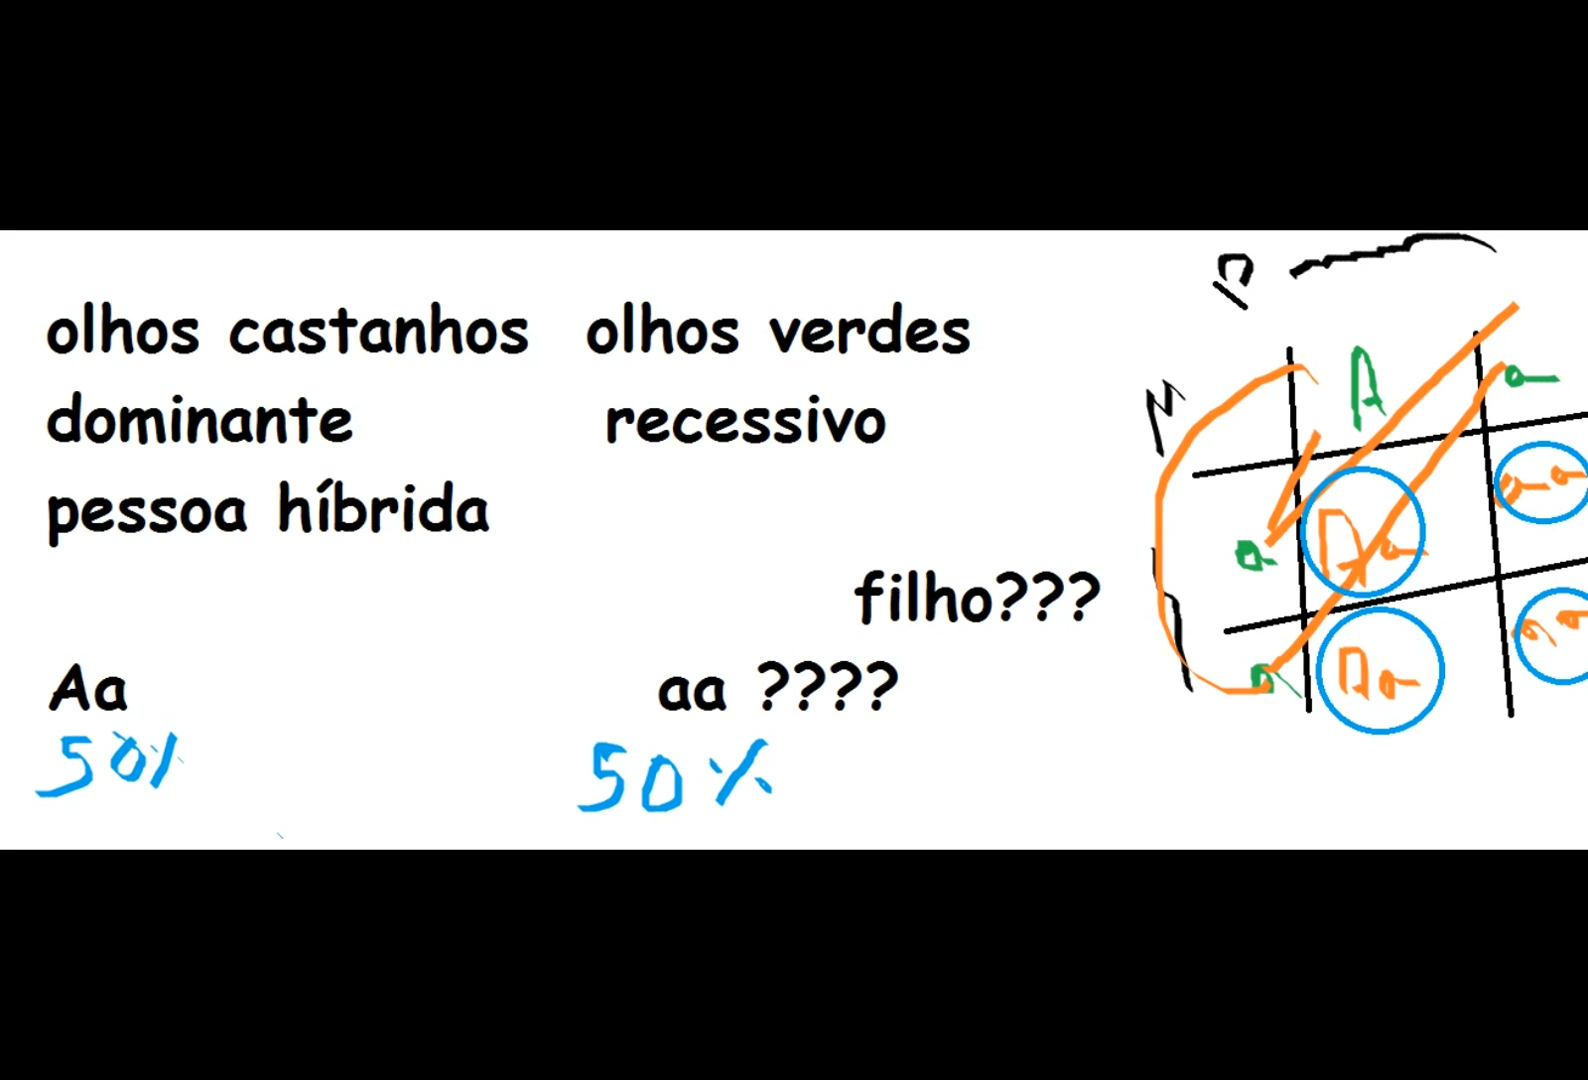 olhos castanhos olhos verdes
dominante recessivo
pessoa híbrida
filho???
Aa aa ????
50% 50%
A a
a Aa aa
a Aa aa